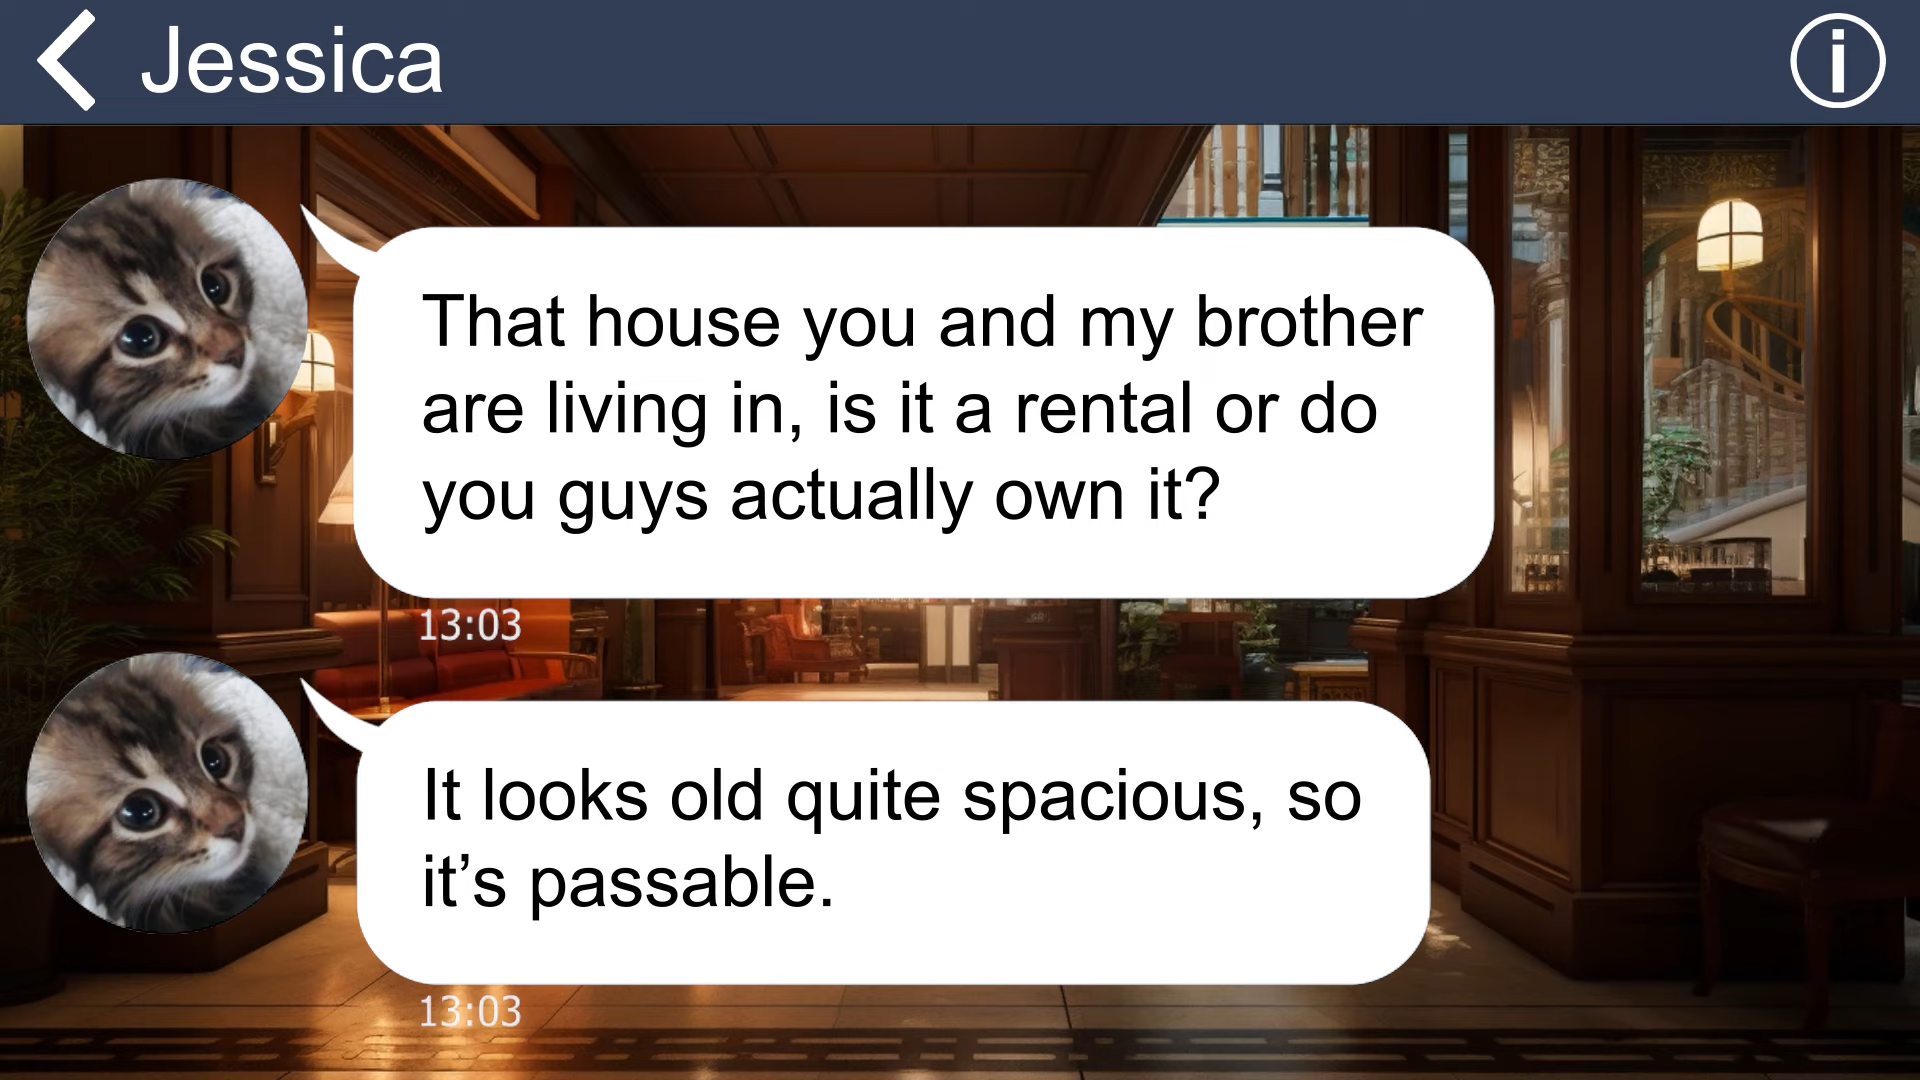 Jessica
That house you and my brother
are living in, is it a rental or do
you guys actually own it?
13:03
It looks old quite spacious, so
it’s passable.
13:03